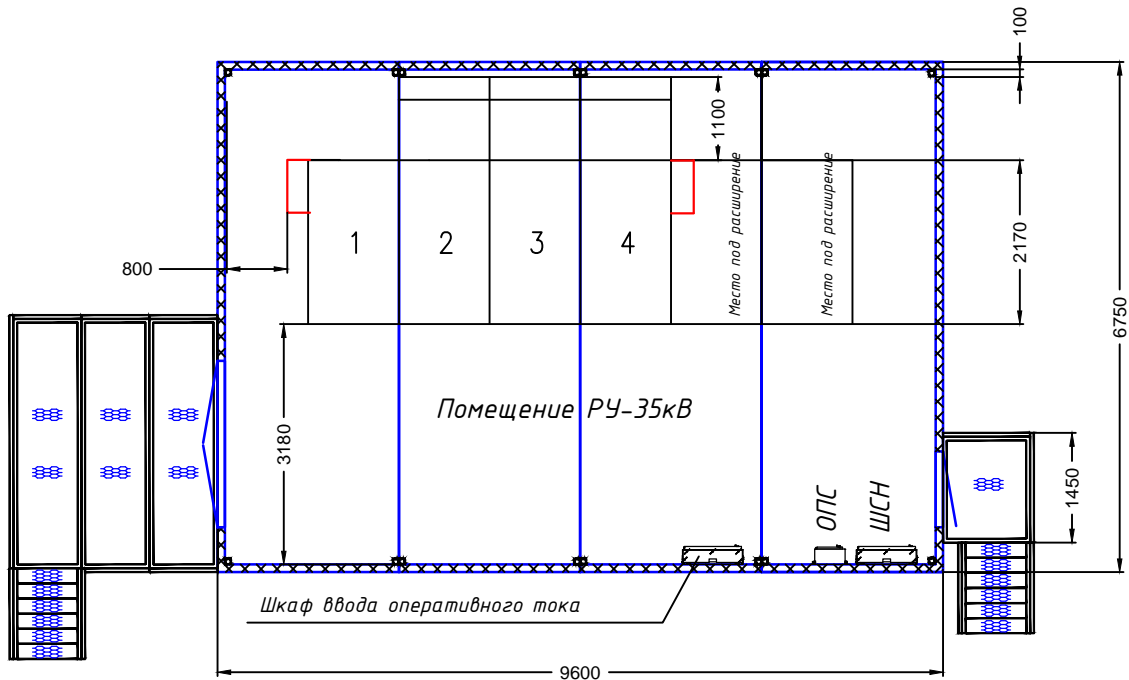 100
1100
Место под расширение
Место под расширение
1
2
3
4
2170
800
6750
Помещение РУ-35кВ
3180
ОПС
ШСН
1450
Шкаф ввода оперативного тока
9600